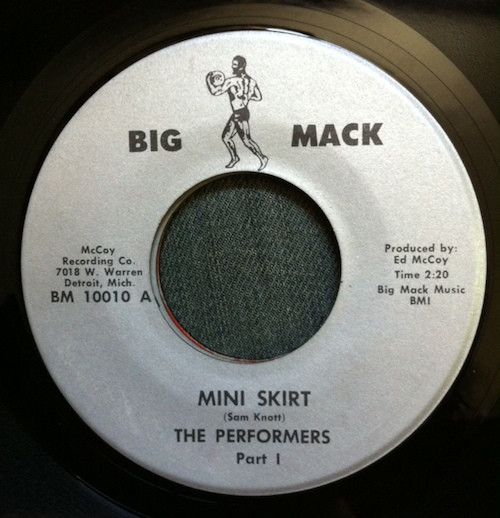 BIG MACK
McCoy
Recording Co.
7018 W. Warren
Detroit, Mich.
BM 10010 A
Produced by:
Ed McCoy
Time 2:20
Big Mack Music
BMI
MINI SKIRT
(Sam Knott)
THE PERFORMERS
Part I